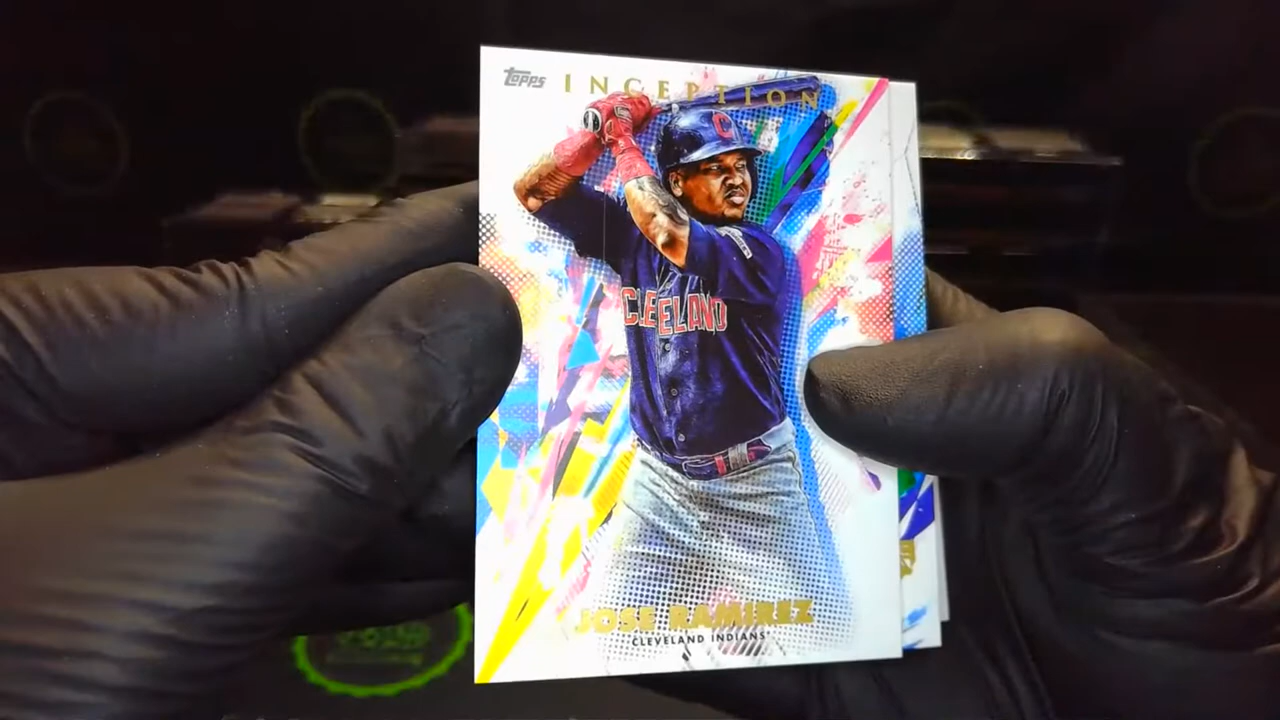 Topps INCEPTION
C
CLEVELAND
JOSE RAMIREZ
CLEVELAND INDIANS